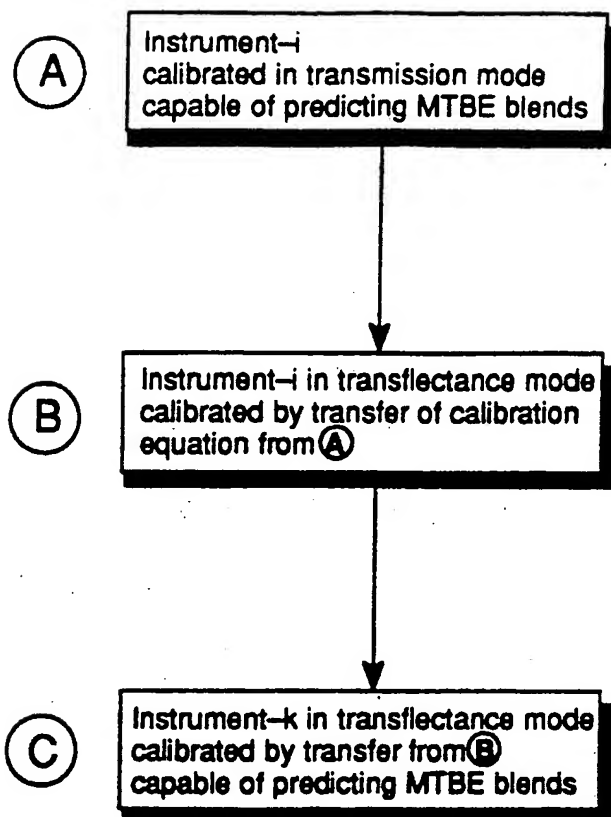 A
Instrument–i
calibrated in transmission mode
capable of predicting MTBE blends
B
Instrument–i in transflectance mode
calibrated by transfer of calibration
equation from Ⓐ
C
Instrument–k in transflectance mode
calibrated by transfer from Ⓑ
capable of predicting MTBE blends